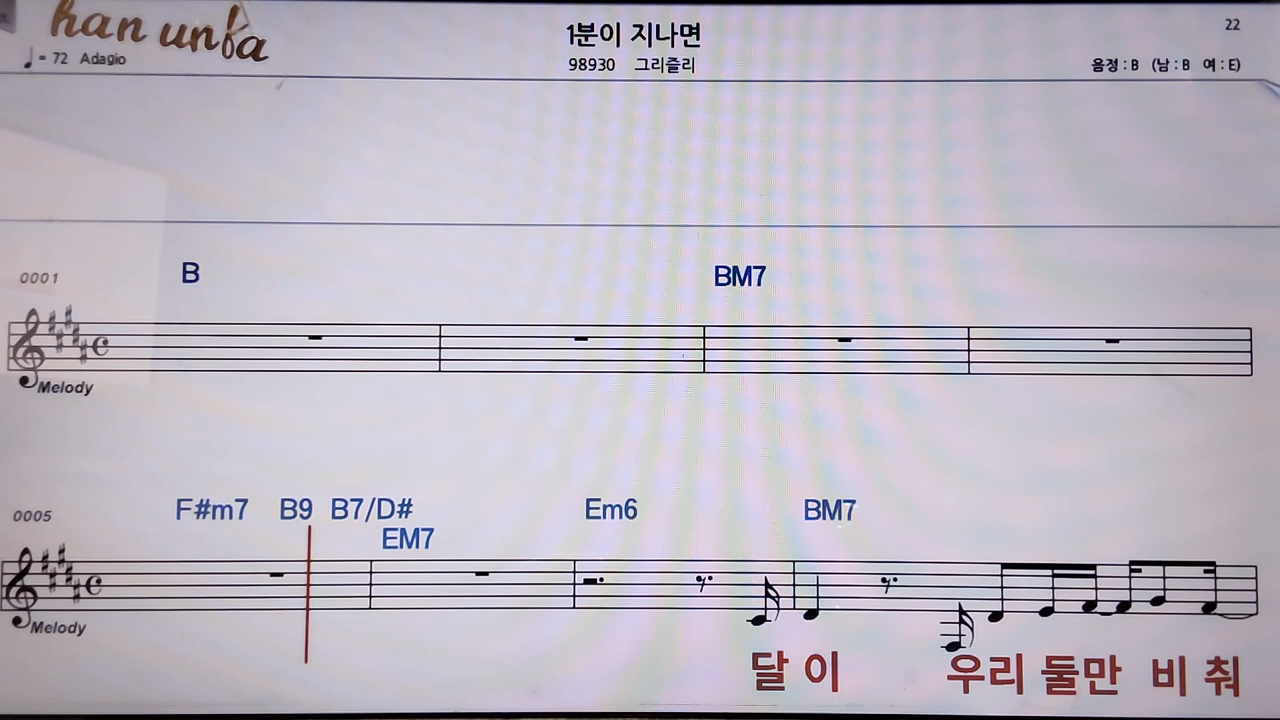 han unfa
♩ = 72 Adagio
1분이 지나면
22
98930 그리즐리
음정 : B (남 : B 여 : E)
0001
B BM7
Melody
0005
F#m7 B9 B7/D# Em6 BM7
EM7
Melody
달 이 우리 둘만 비 춰